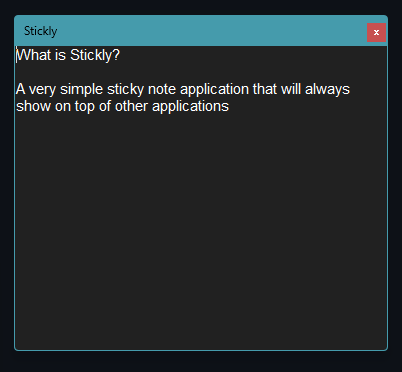 Stickly
x
What is Stickly?
A very simple sticky note application that will always
show on top of other applications